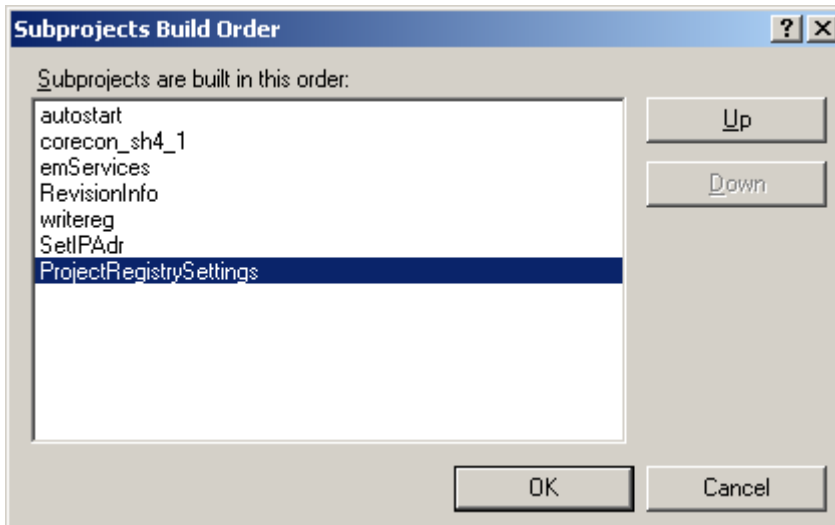 Subprojects Build Order
Subprojects are built in this order:
autostart
corecon_sh4_1
emServices
RevisionInfo
writereg
SetIPAdr
ProjectRegistrySettings
Up
Down
OK
Cancel